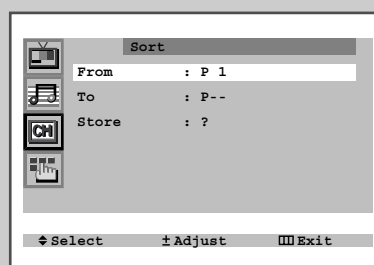 Sort
From : P 1
To : P--
CH
Store : ?
Select ± Adjust Exit